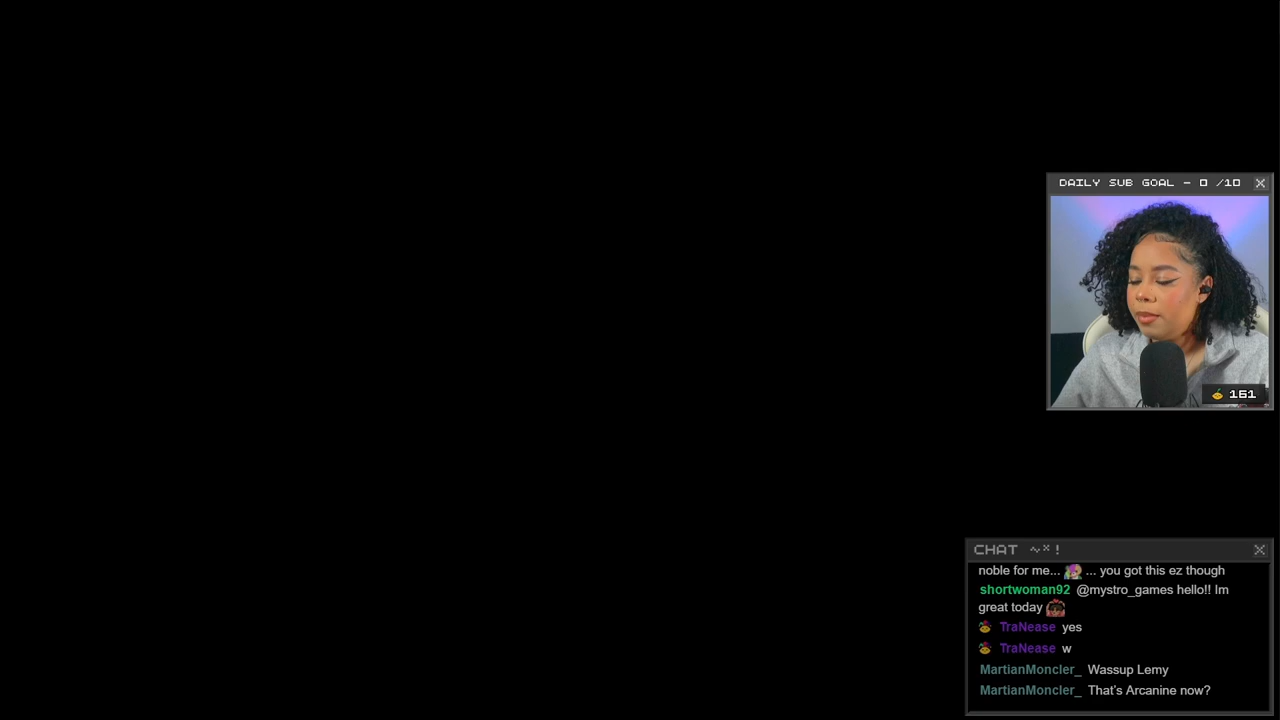 DAILY SUB GOAL - 0 /10
151
CHAT ~*!
noble for me... ... you got this ez though
shortwoman92 @mystro_games hello!! Im
great today
TraNease yes
TraNease w
MartianMoncler_ Wassup Lemy
MartianMoncler_ That's Arcanine now?